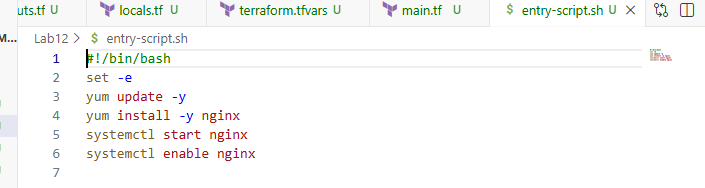 uts.tf
locals.tf U
terraform.tfvars U
main.tf U
entry-script.sh U
M...
Lab12 > $ entry-script.sh
1 #!/bin/bash
2 set -e
3 yum update -y
4 yum install -y nginx
5 systemctl start nginx
6 systemctl enable nginx
7